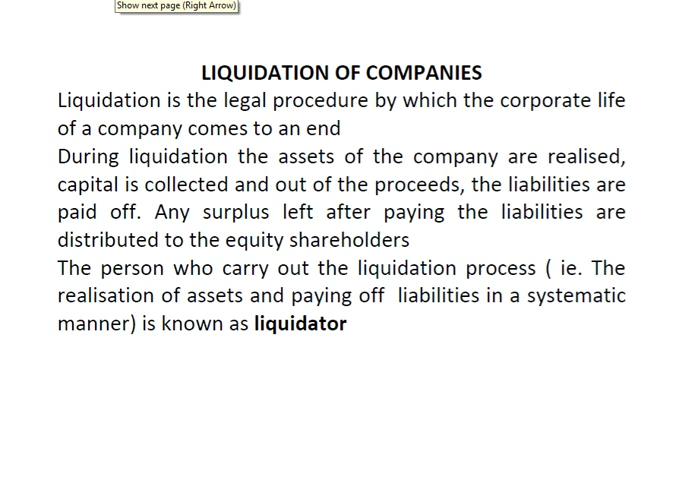 Show next page (Right Arrow)
LIQUIDATION OF COMPANIES
Liquidation is the legal procedure by which the corporate life
of a company comes to an end
During liquidation the assets of the company are realised,
capital is collected and out of the proceeds, the liabilities are
paid off. Any surplus left after paying the liabilities are
distributed to the equity shareholders
The person who carry out the liquidation process ( ie. The
realisation of assets and paying off  liabilities in a systematic
manner) is known as liquidator